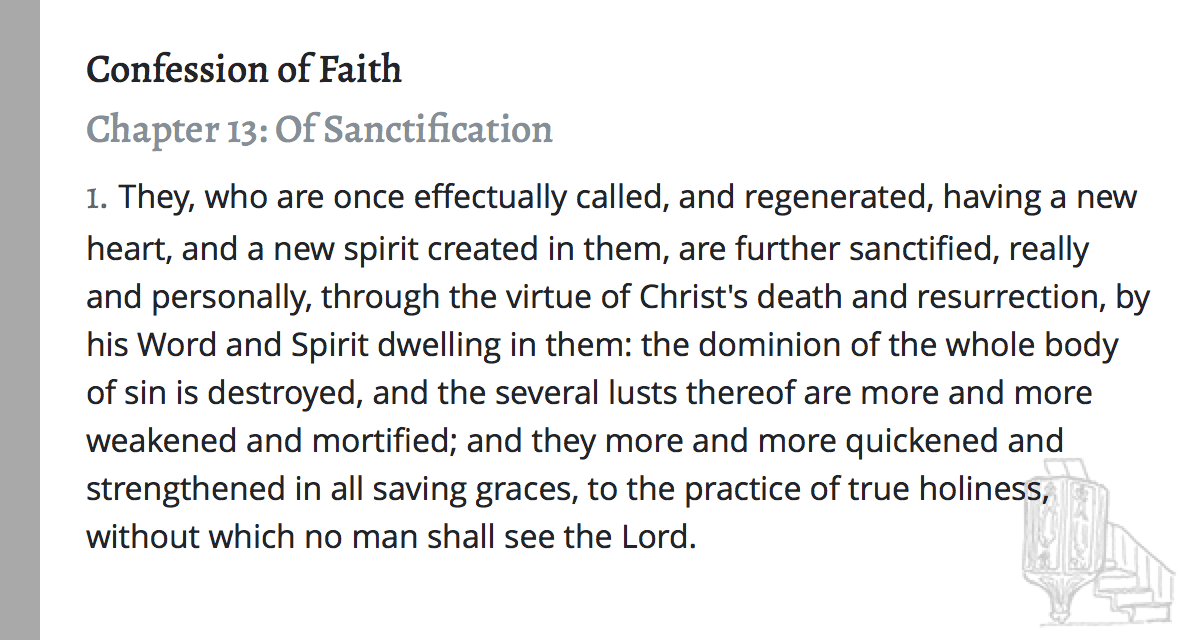 Confession of Faith
Chapter 13: Of Sanctification
1. They, who are once effectually called, and regenerated, having a new
heart, and a new spirit created in them, are further sanctified, really
and personally, through the virtue of Christ's death and resurrection, by
his Word and Spirit dwelling in them: the dominion of the whole body
of sin is destroyed, and the several lusts thereof are more and more
weakened and mortified; and they more and more quickened and
strengthened in all saving graces, to the practice of true holiness,
without which no man shall see the Lord.